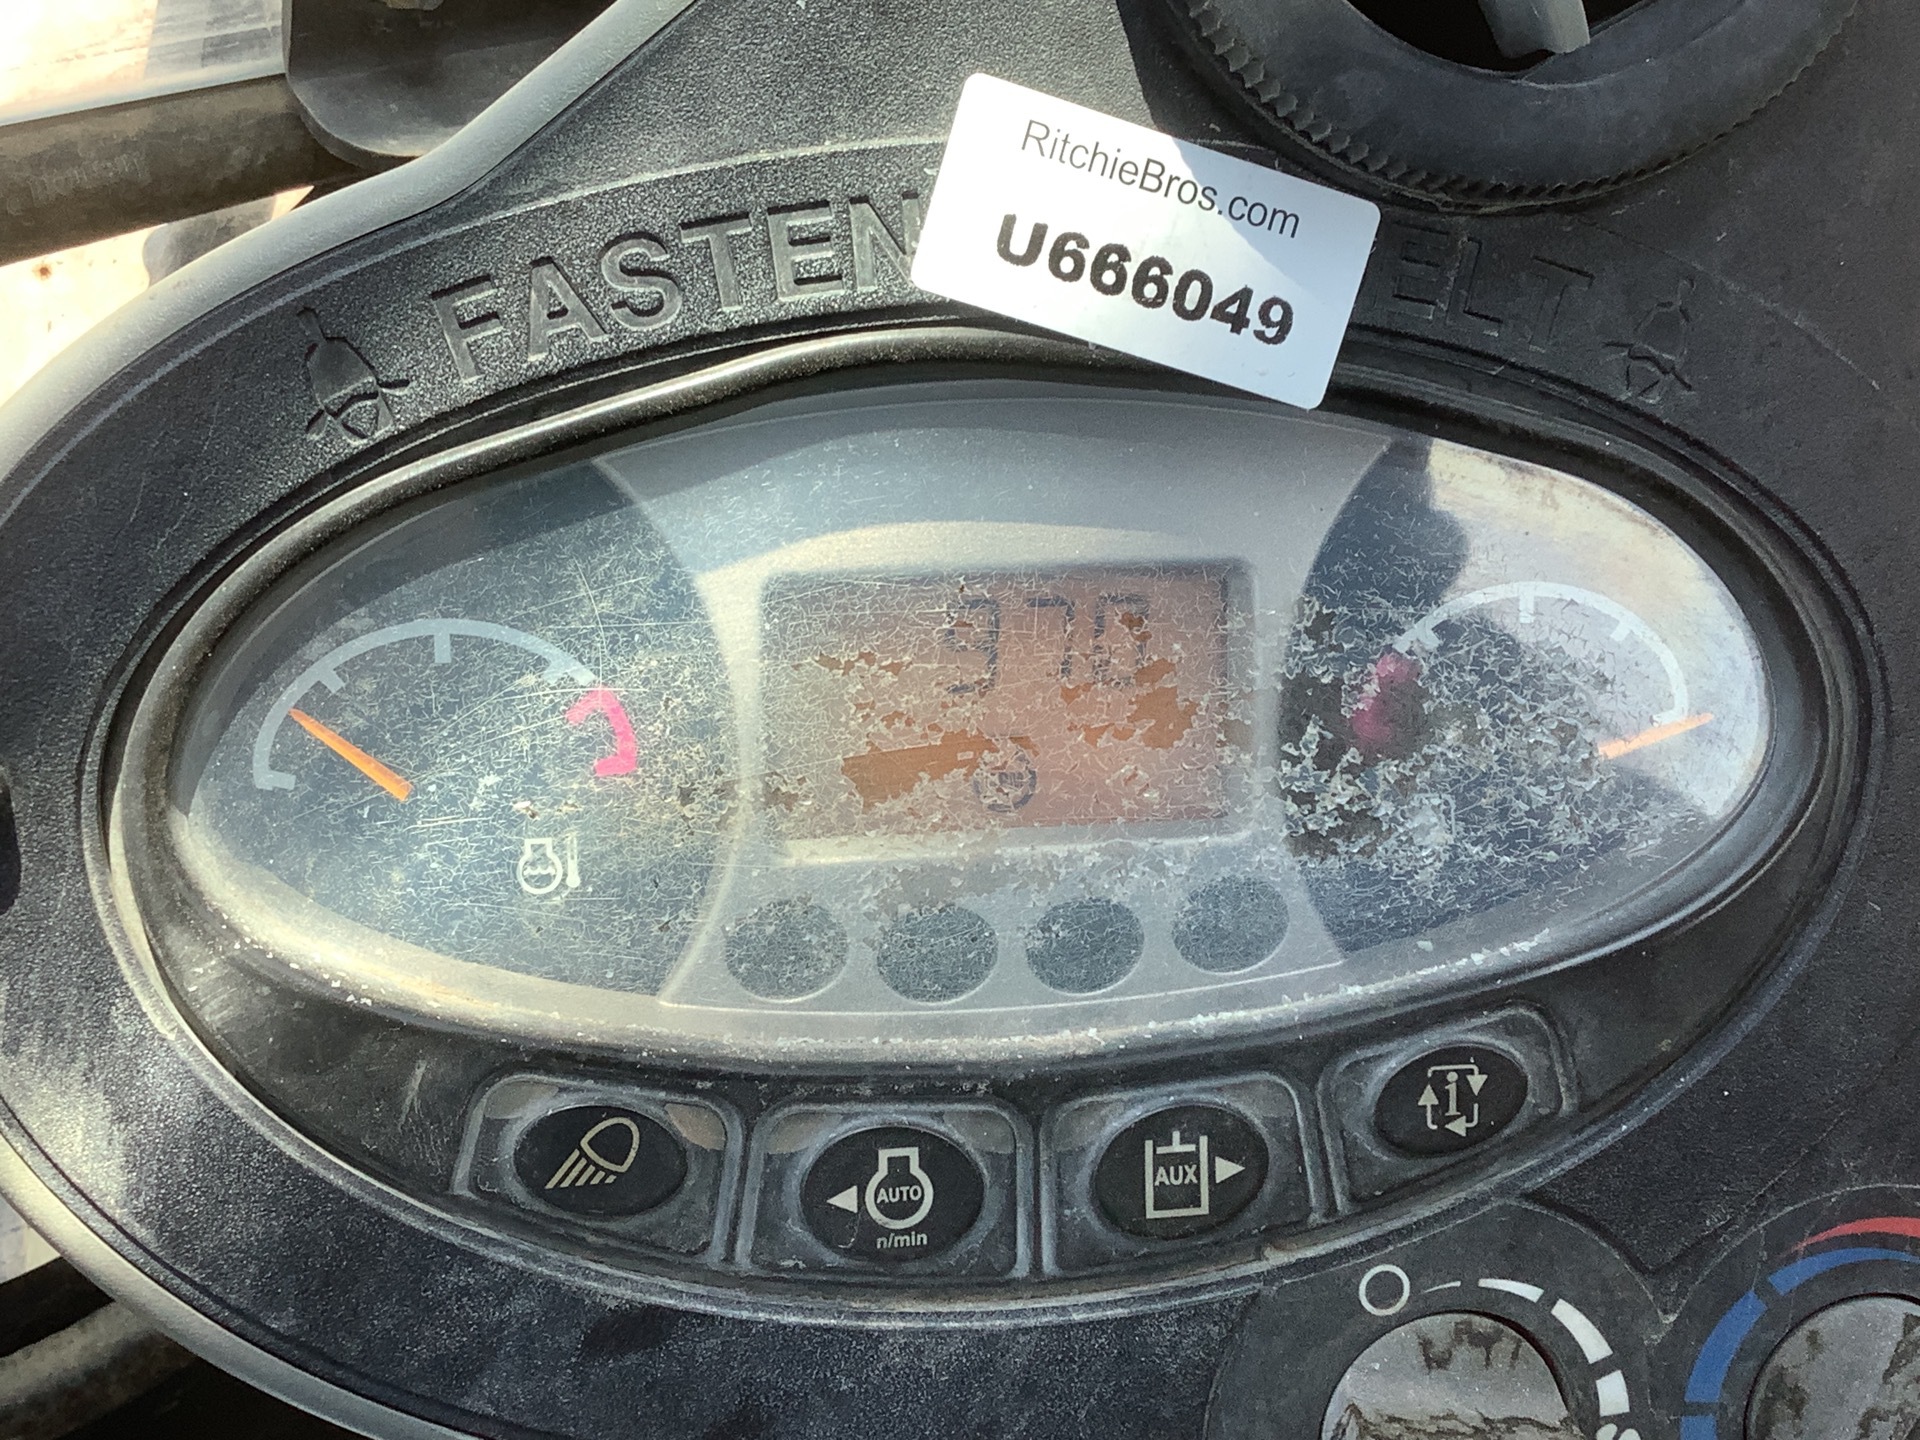 RitchieBros.com
U666049
FASTEN ELT
970
AUTO
n/min
AUX
i